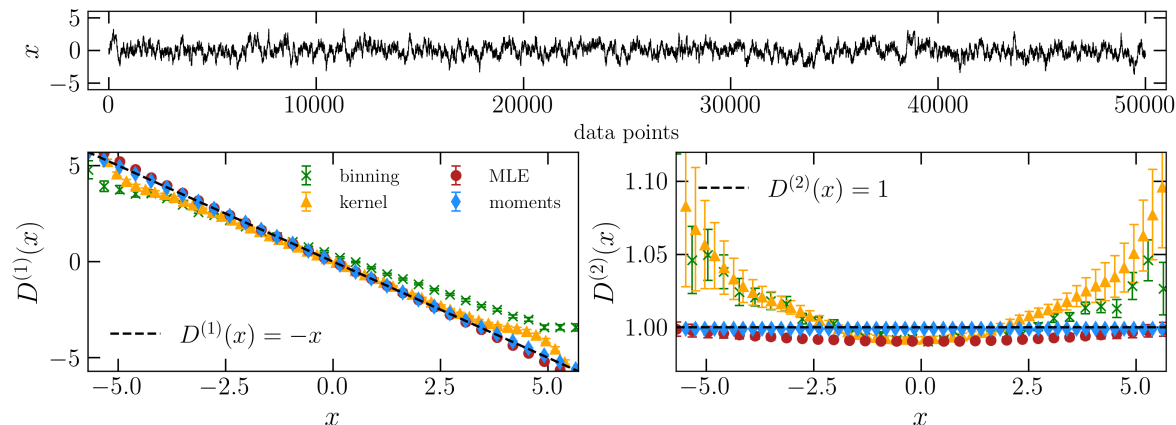 5
0
−5
x
0 10000 20000 30000 40000 50000
data points
5
0
−5
D^(1)(x)
binning MLE
kernel moments
D^(1)(x) = −x
−5.0 −2.5 0.0 2.5 5.0
x
1.10
1.05
1.00
D^(2)(x)
D^(2)(x) = 1
−5.0 −2.5 0.0 2.5 5.0
x